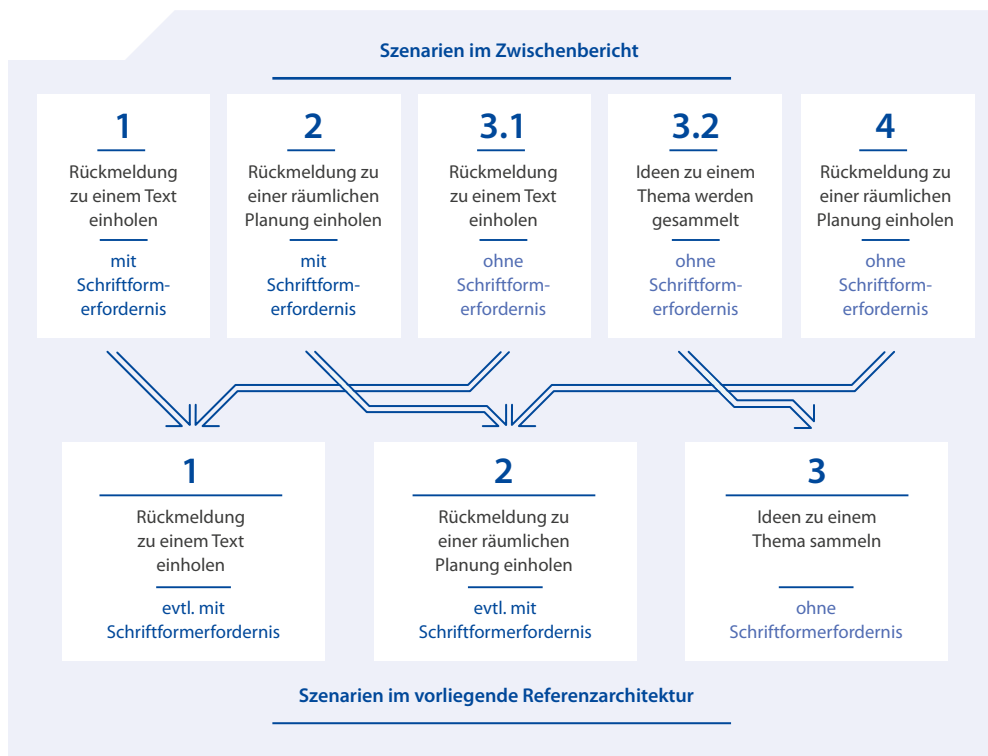 Szenarien im Zwischenbericht
1
Rückmeldung
zu einem Text
einholen
mit
Schriftform-
erfordernis
2
Rückmeldung zu
einer räumlichen
Planung einholen
mit
Schriftform-
erfordernis
3.1
Rückmeldung
zu einem Text
einholen
ohne
Schriftform-
erfordernis
3.2
Ideen zu einem
Thema werden
gesammelt
ohne
Schriftform-
erfordernis
4
Rückmeldung zu
einer räumlichen
Planung einholen
ohne
Schriftform-
erfordernis
1
Rückmeldung
zu einem Text
einholen
evtl. mit
Schriftformerfordernis
2
Rückmeldung zu
einer räumlichen
Planung einholen
evtl. mit
Schriftformerfordernis
3
Ideen zu einem
Thema sammeln
ohne
Schriftformerfordernis
Szenarien im vorliegende Referenzarchitektur